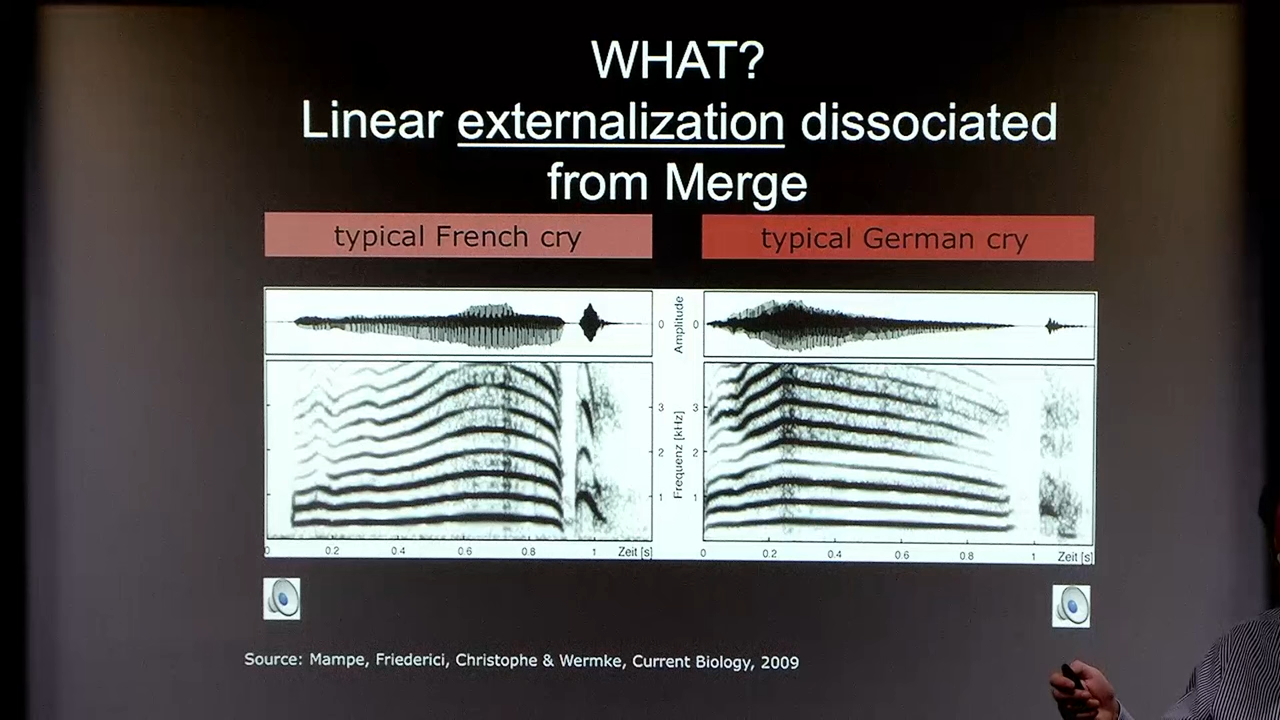 WHAT?
Linear externalization dissociated
from Merge
typical French cry
typical German cry
Amplitude
0
0
Frequenz [kHz]
3
2
1
3
2
1
0 0.2 0.4 0.6 0.8 1 Zeit [s]
0 0.2 0.4 0.6 0.8 1 Zeit [s]
Source: Mampe, Friederici, Christophe & Wermke, Current Biology, 2009